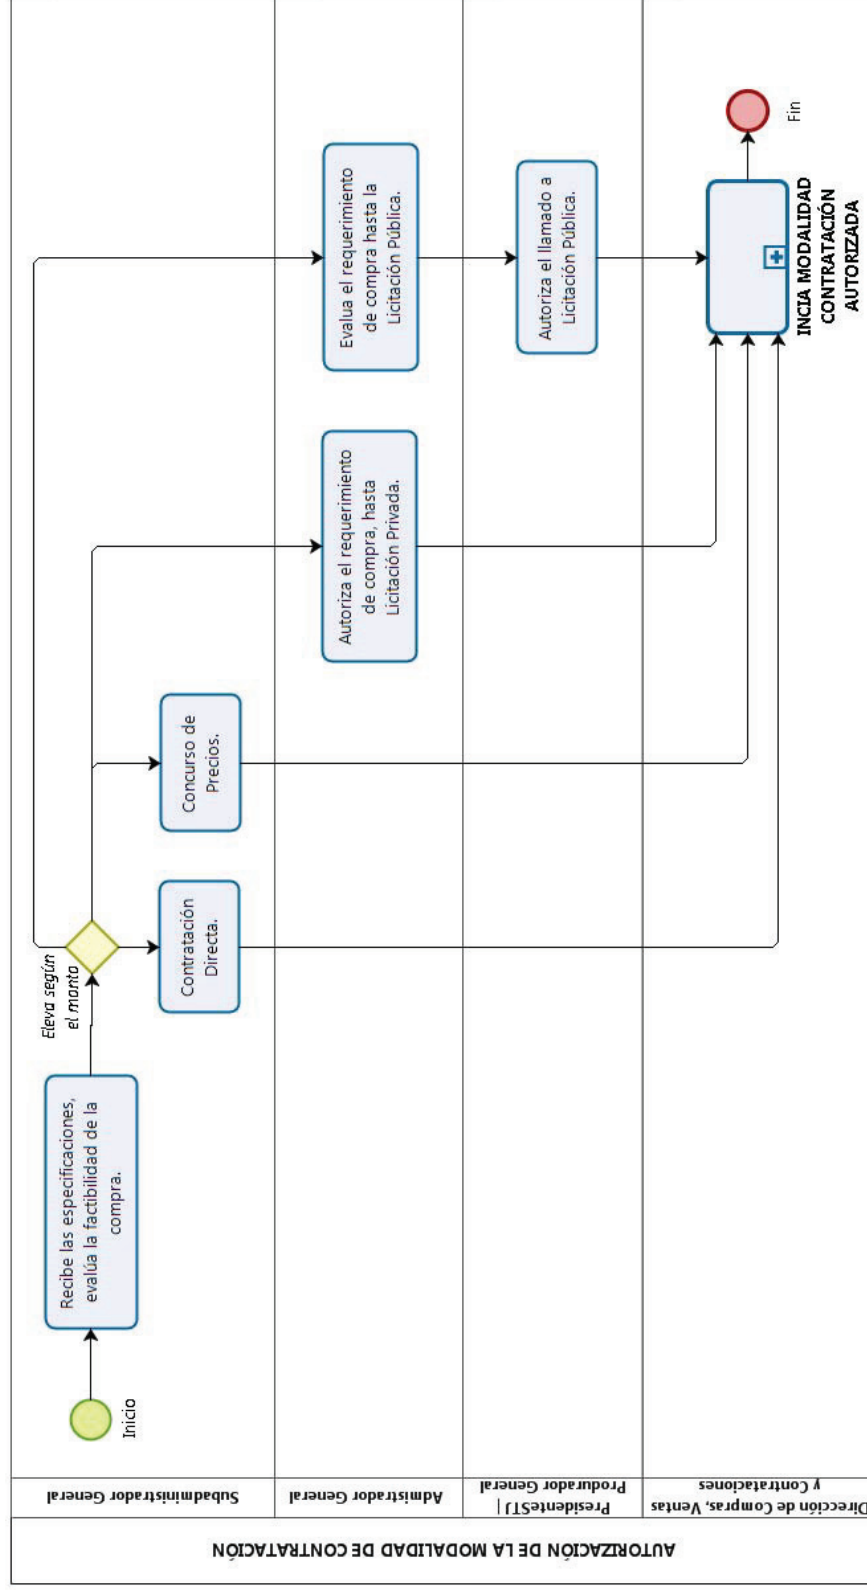 AUTORIZACIÓN DE LA MODALIDAD DE CONTRATACIÓN
Subadministrador General
Inicio
Recibe las especificaciones,
evalúa la factibilidad de la
compra.
Eleva según
el monto
Contratación
Directa.
Concurso de
Precios.
Admistrador General
Autoriza el requerimiento
de compra, hasta
Licitación Privada.
Evalua el requerimiento
de compra hasta la
Licitación Pública.
PresidenteSTJ |
Produrador General
Autoriza el llamado a
Licitación Pública.
Dirección de Compras, Ventas
y Contrataciones
INCIA MODALIDAD
CONTRATACIÓN
AUTORIZADA
Fin